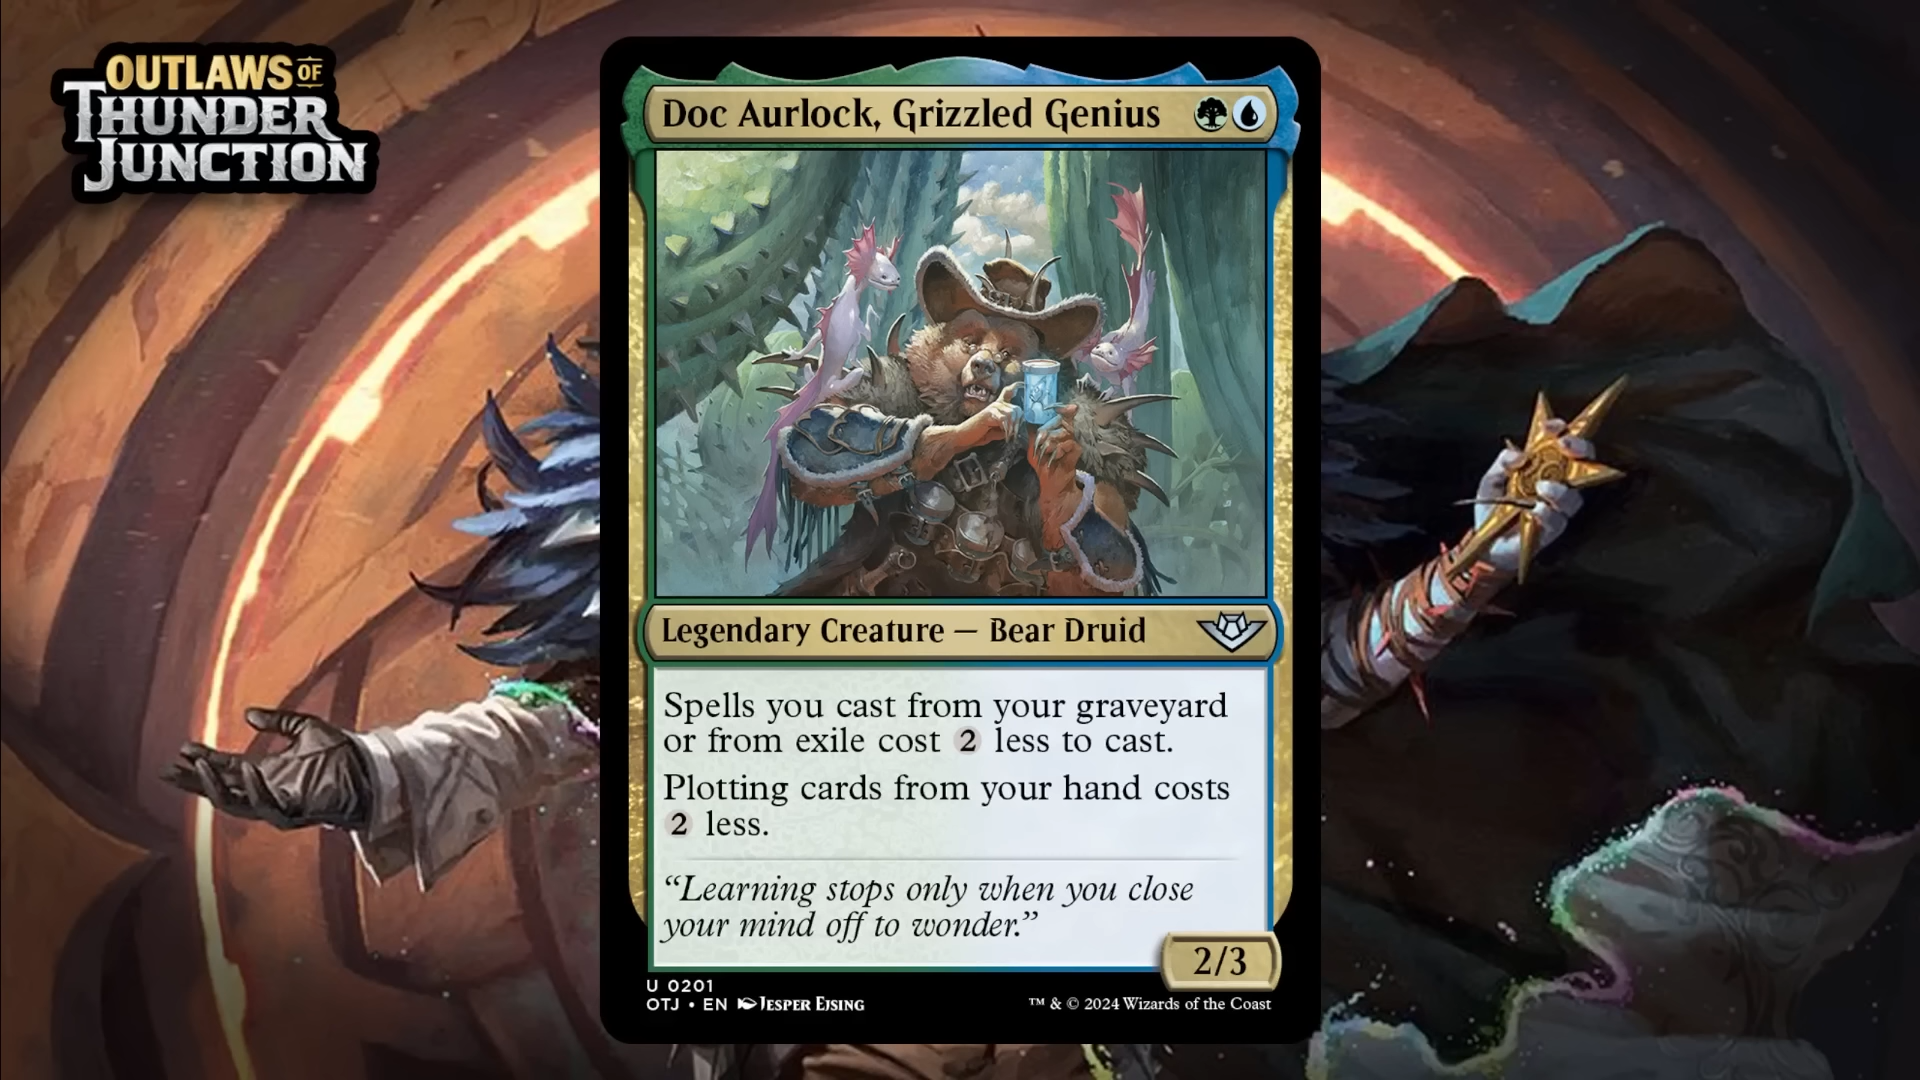 OUTLAWS OF
THUNDER
JUNCTION
Doc Aurlock, Grizzled Genius
Legendary Creature — Bear Druid
Spells you cast from your graveyard
or from exile cost 2 less to cast.
Plotting cards from your hand costs
2 less.
“Learning stops only when you close
your mind off to wonder.”
2/3
U 0201
OTJ • EN JESPER EJSING
™ & © 2024 Wizards of the Coast